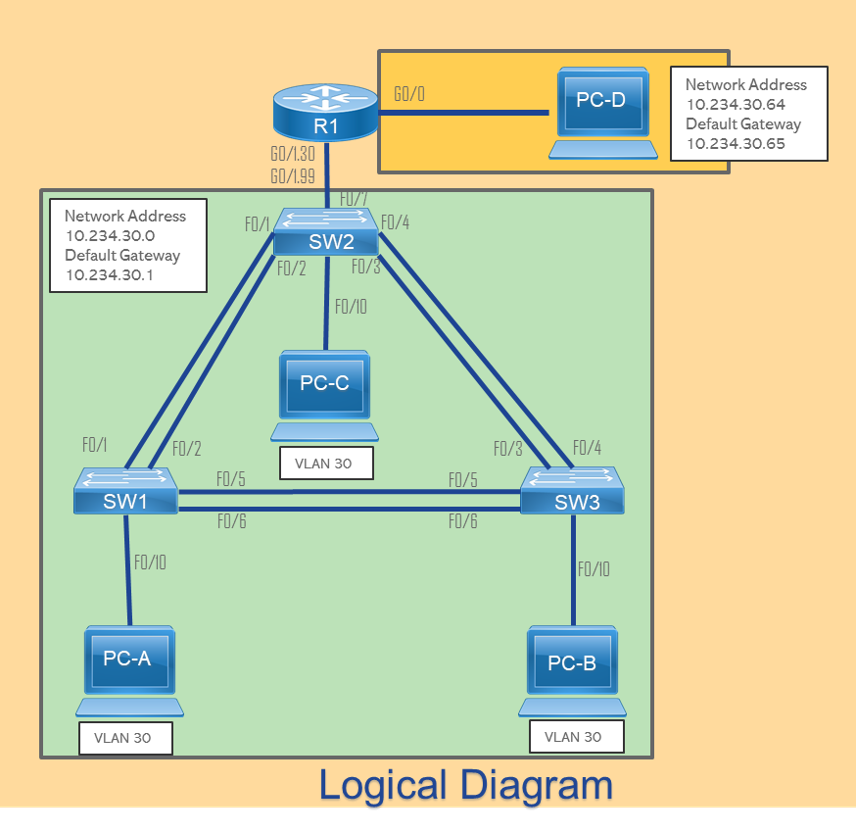 G0/0
PC-D
Network Address
10.234.30.64
Default Gateway
10.234.30.65
R1
G0/1.30
G0/1.99
F0/7
Network Address
10.234.30.0
Default Gateway
10.234.30.1
F0/1
F0/4
SW2
F0/2
F0/3
F0/10
PC-C
VLAN 30
F0/1
F0/2
F0/3
F0/4
SW1
F0/5
F0/5
SW3
F0/6
F0/6
F0/10
F0/10
PC-A
PC-B
VLAN 30
VLAN 30
Logical Diagram